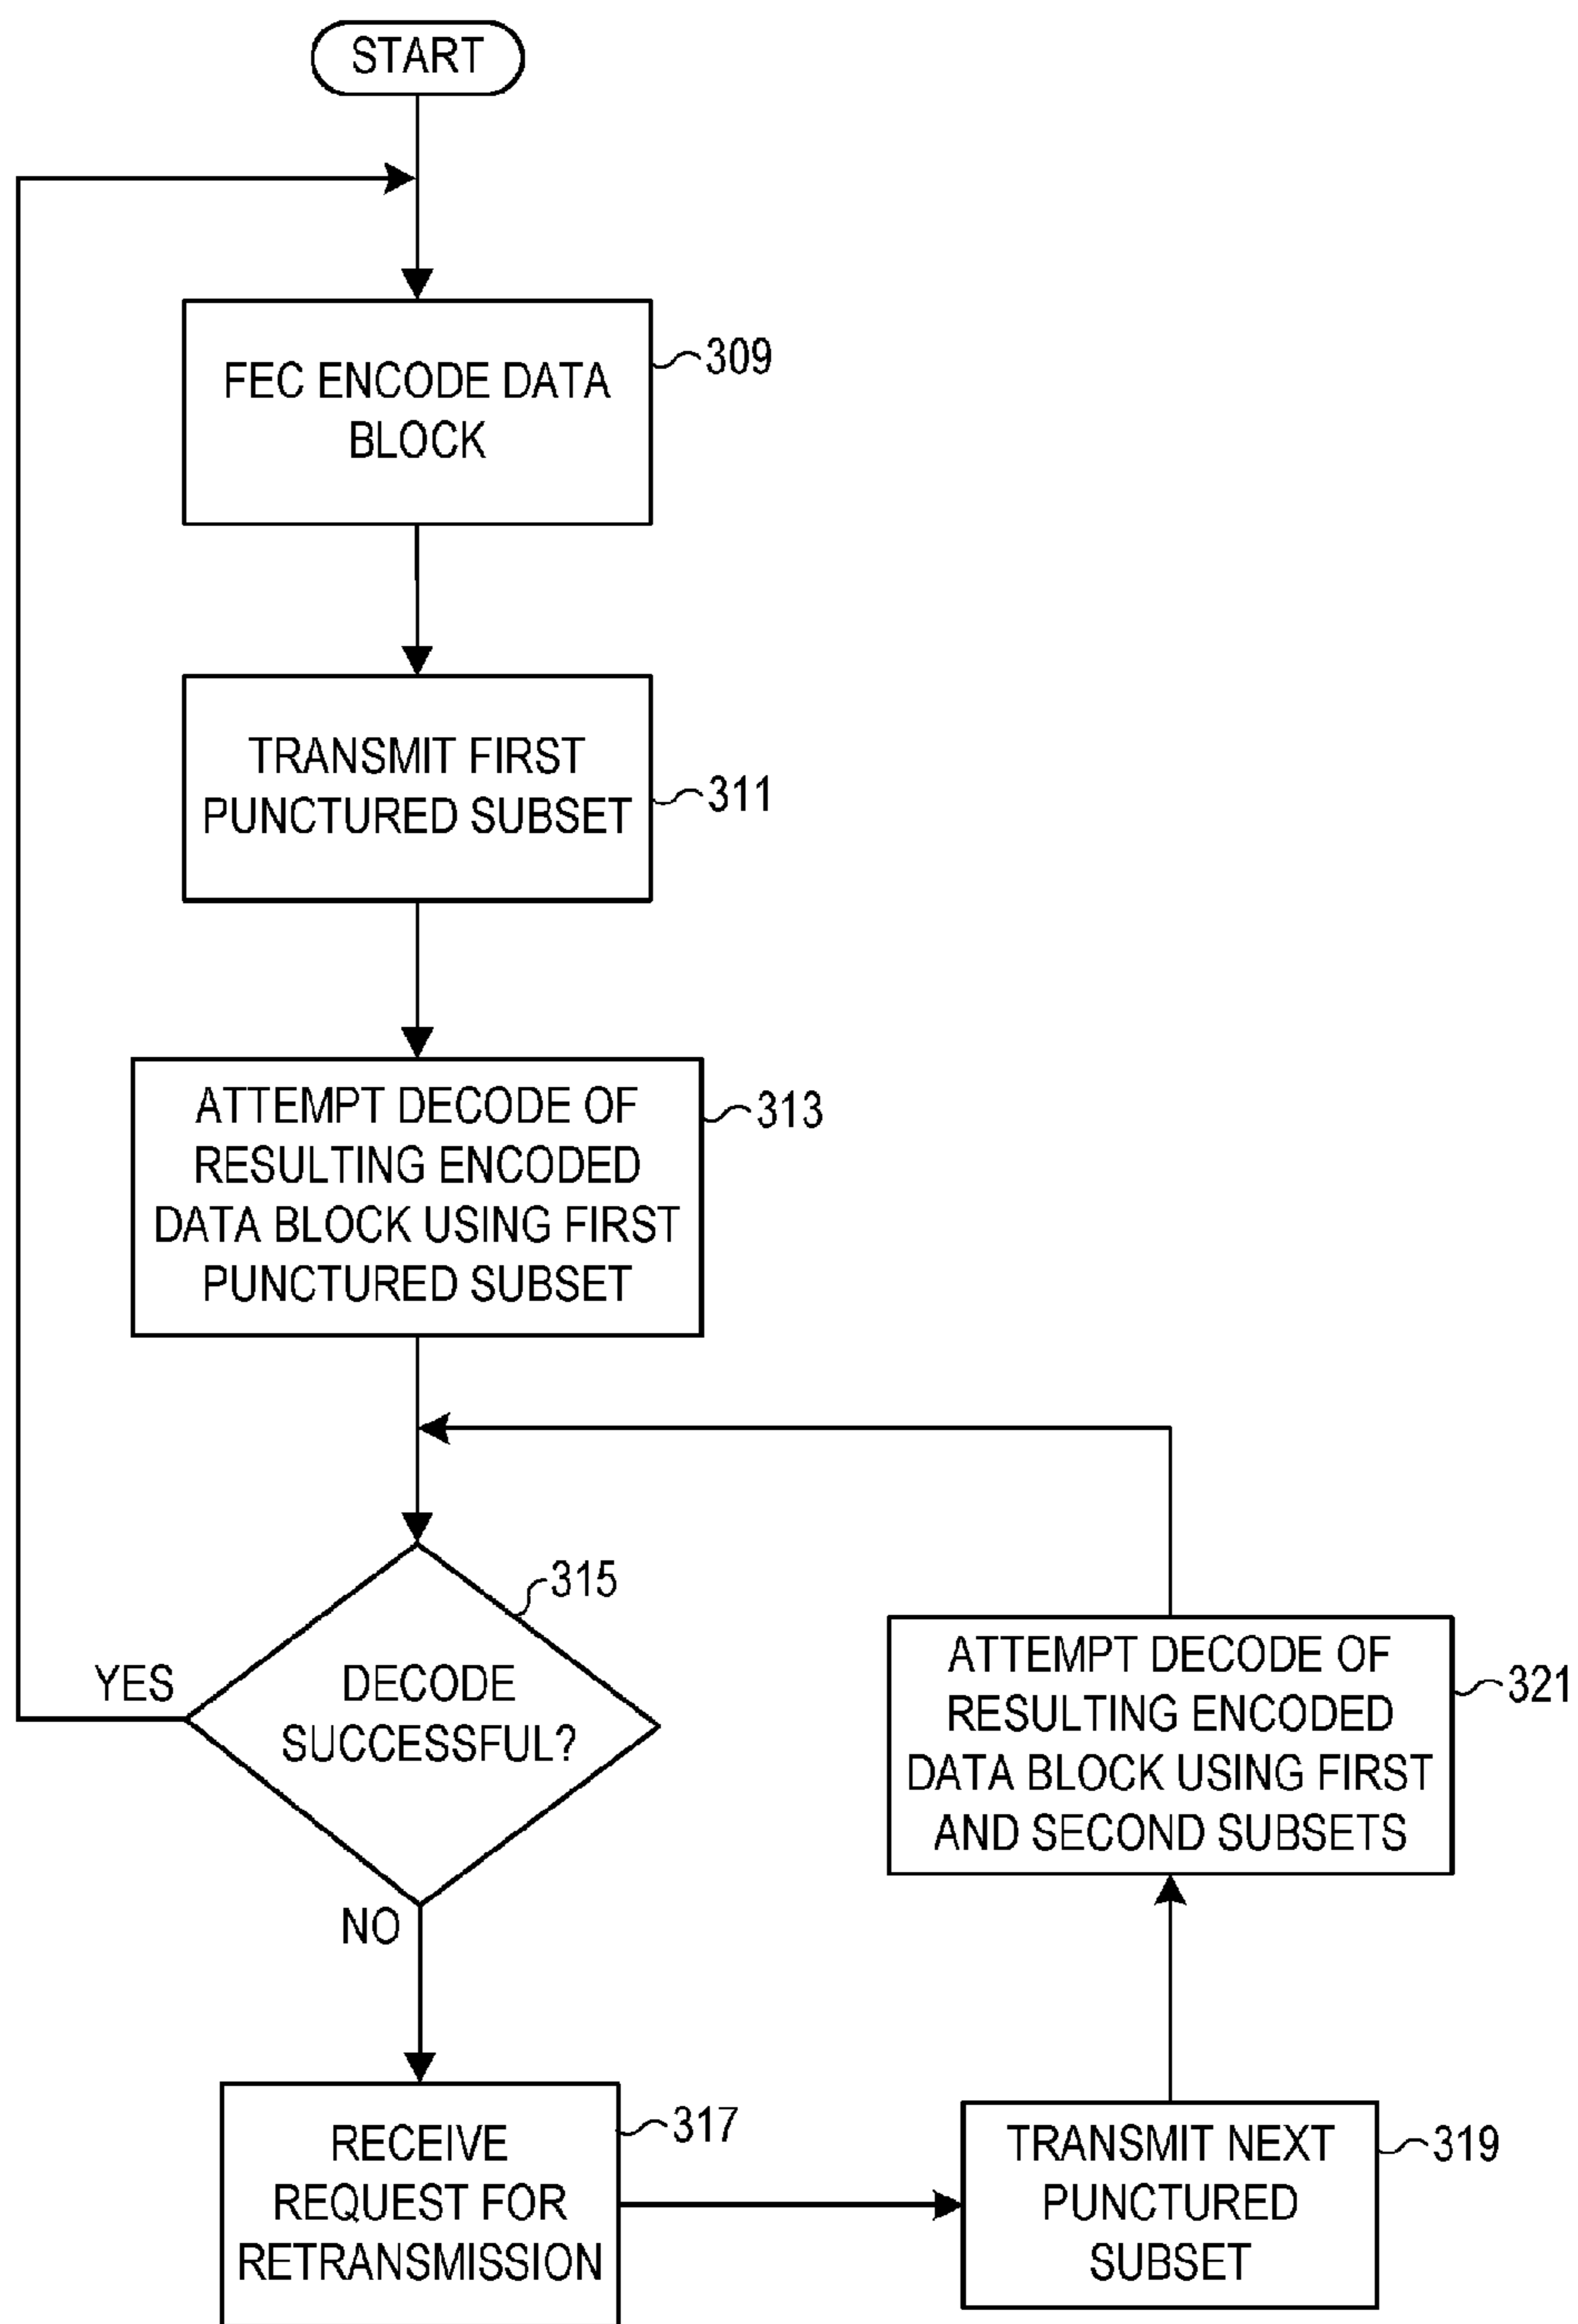 START
FEC ENCODE DATA
BLOCK
309
TRANSMIT FIRST
PUNCTURED SUBSET
311
ATTEMPT DECODE OF
RESULTING ENCODED
DATA BLOCK USING FIRST
PUNCTURED SUBSET
313
315
YES
DECODE
SUCCESSFUL?
NO
ATTEMPT DECODE OF
RESULTING ENCODED
DATA BLOCK USING FIRST
AND SECOND SUBSETS
321
RECEIVE
REQUEST FOR
RETRANSMISSION
317
TRANSMIT NEXT
PUNCTURED
SUBSET
319